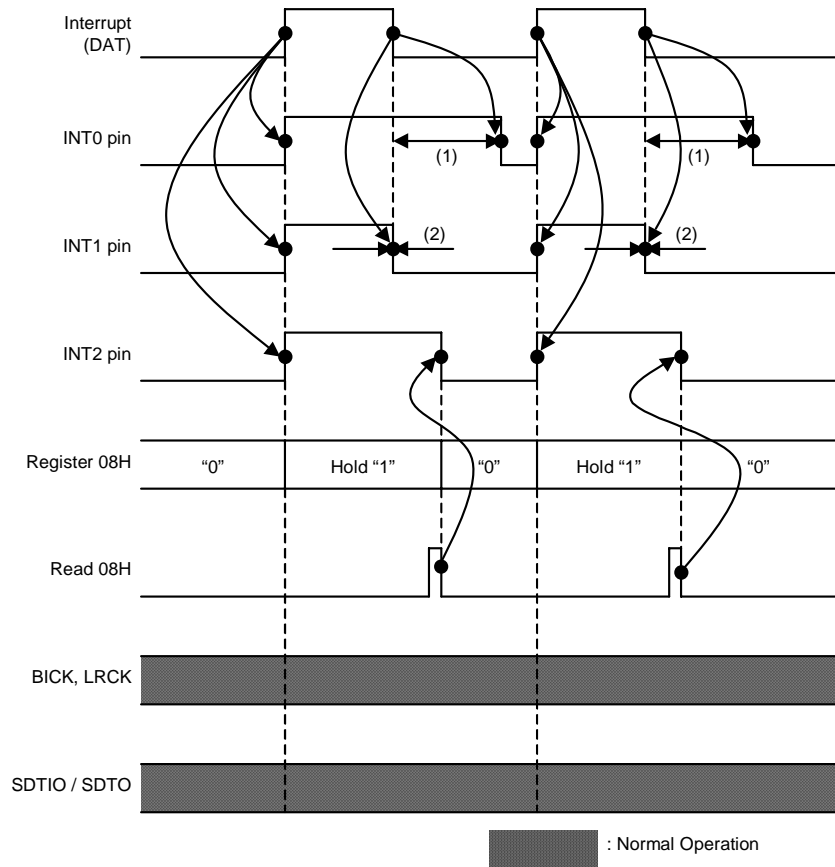 Interrupt
(DAT)
INT0 pin
(1)
(1)
INT1 pin
(2)
(2)
INT2 pin
Register 08H
“0”
Hold “1”
“0”
Hold “1”
“0”
Read 08H
BICK, LRCK
SDTIO / SDTO
: Normal Operation